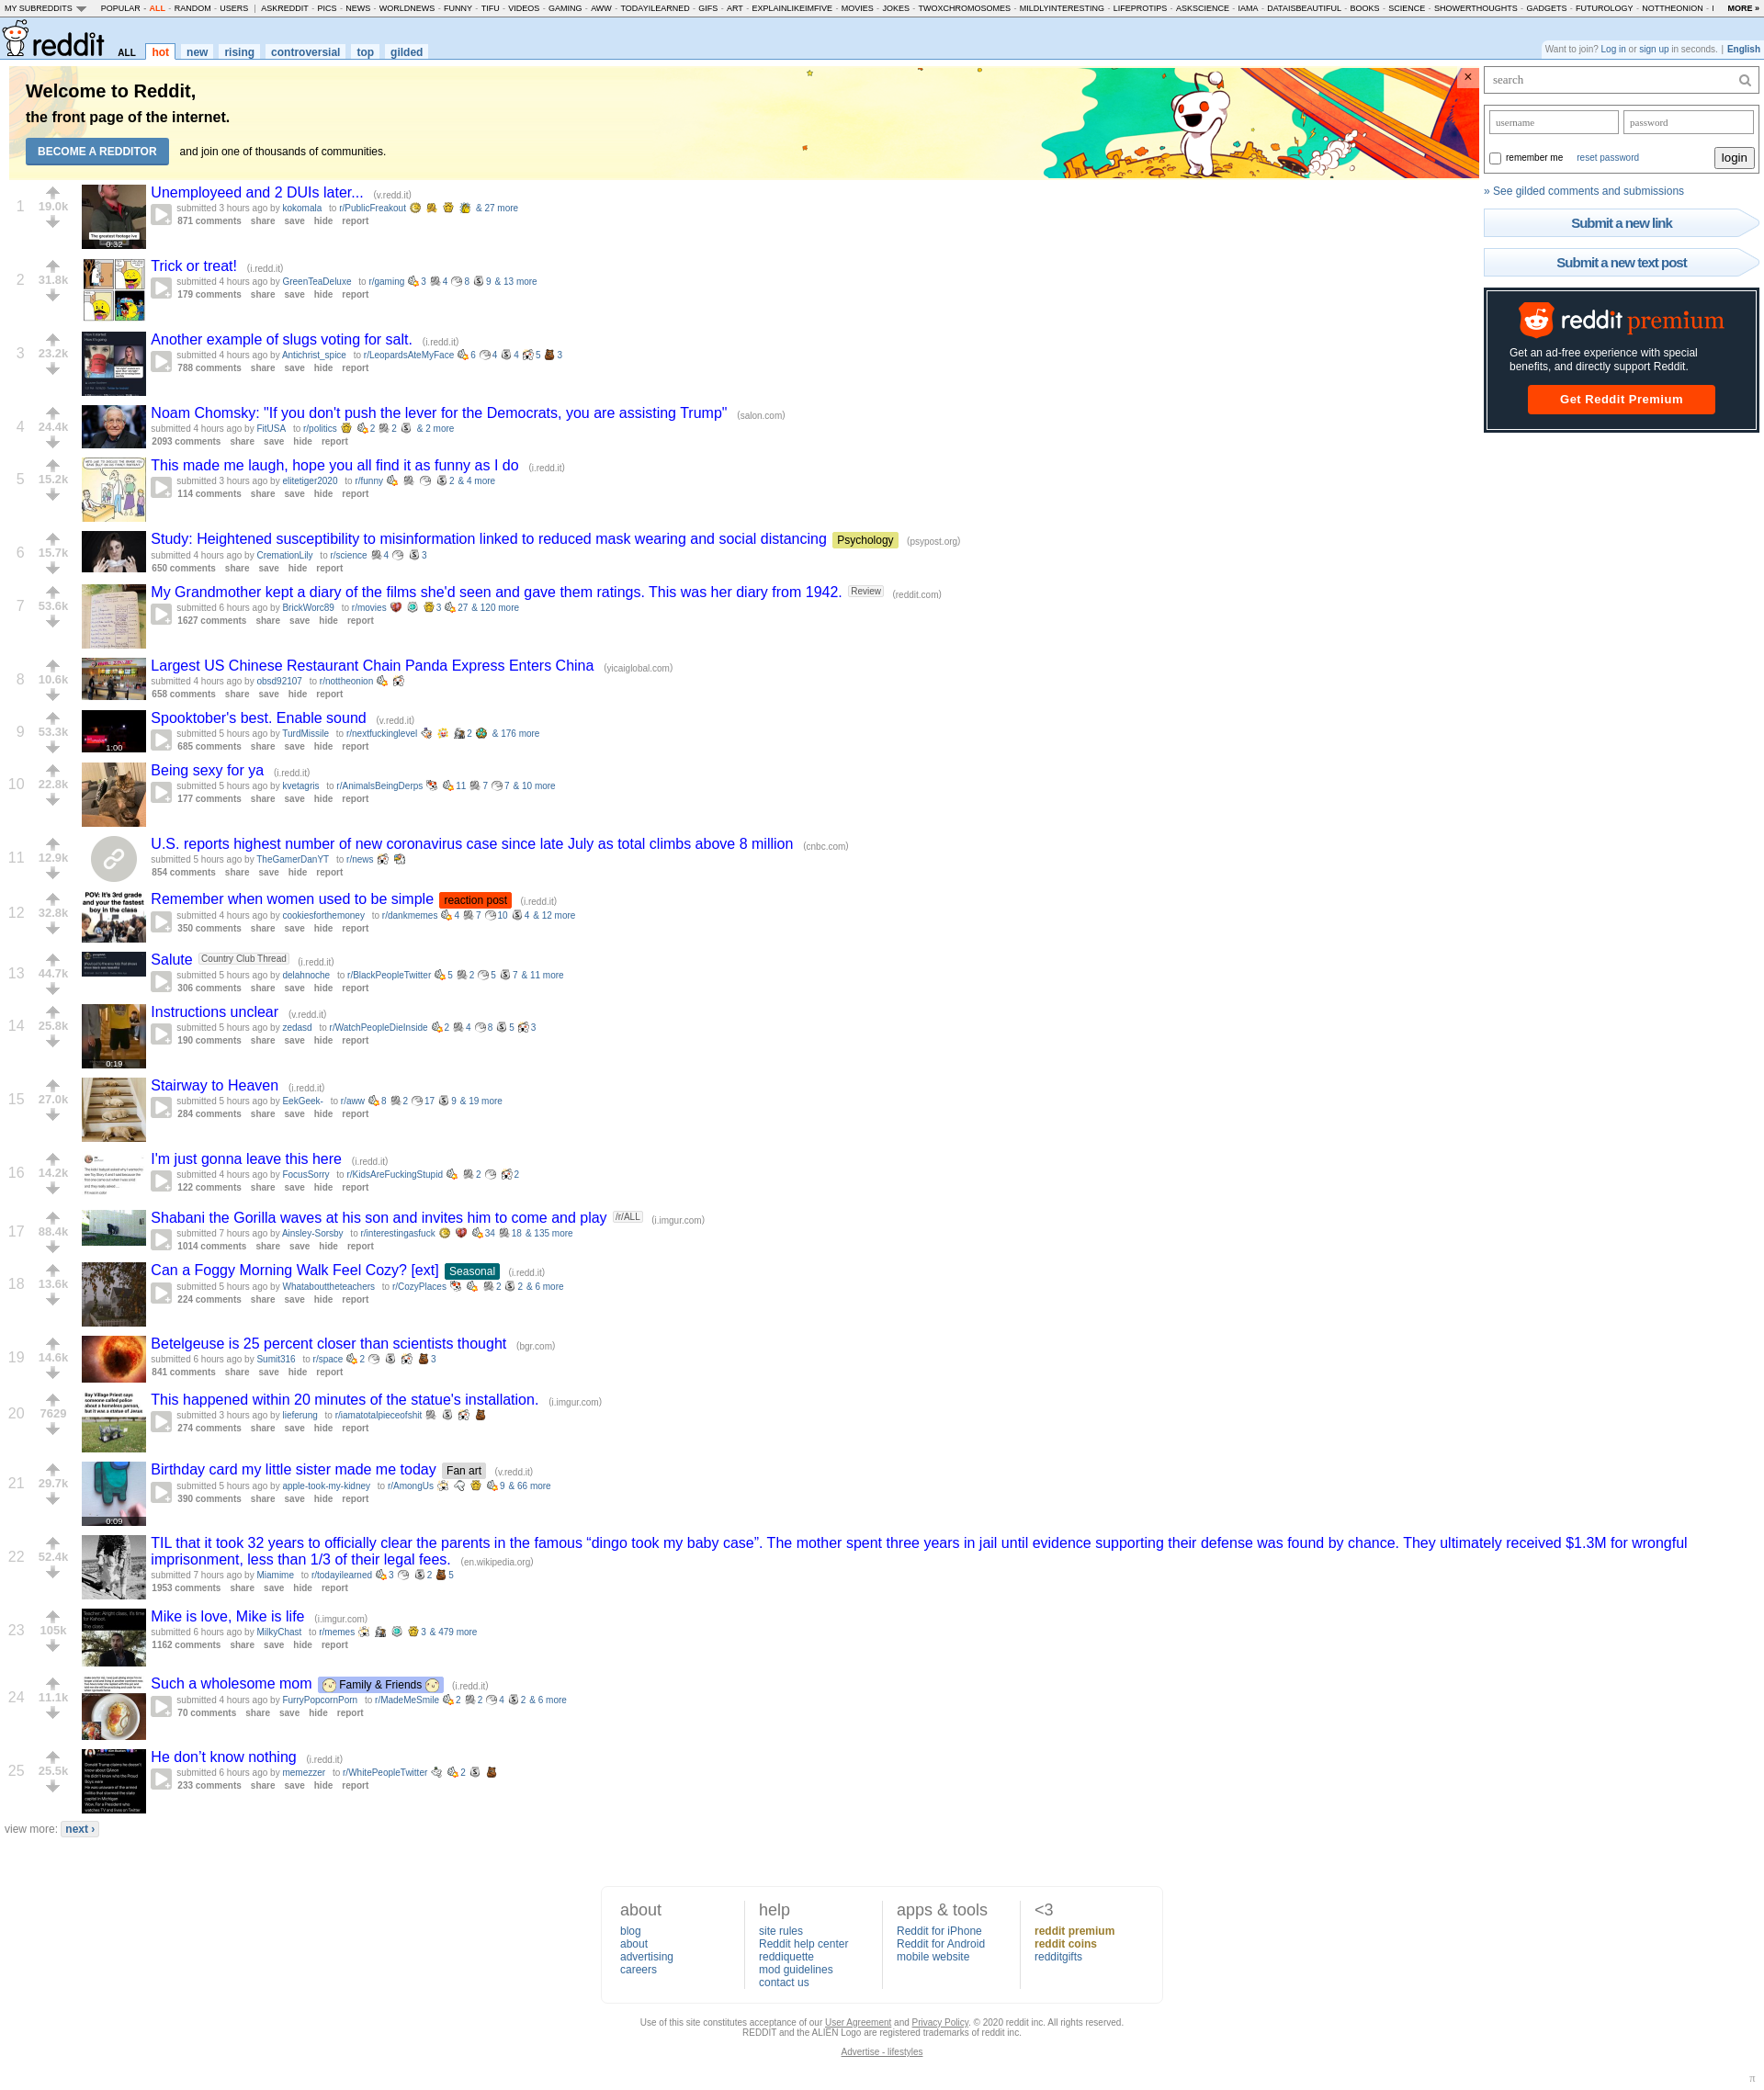 MY SUBREDDITS POPULAR - ALL - RANDOM - USERS | ASKREDDIT - PICS - NEWS - WORLDNEWS - FUNNY - TIFU - VIDEOS - GAMING - AWW - TODAYILEARNED - GIFS - ART - EXPLAINLIKEIMFIVE - MOVIES - JOKES - TWOXCHROMOSOMES - MILDLYINTERESTING - LIFEPROTIPS - ASKSCIENCE - IAMA - DATAISBEAUTIFUL - BOOKS - SCIENCE - SHOWERTHOUGHTS - GADGETS - FUTUROLOGY - NOTTHEONION - MORE »
reddit ALL hot new rising controversial top gilded
Want to join? Log in or sign up in seconds. | English
Welcome to Reddit,
the front page of the internet.
BECOME A REDDITOR and join one of thousands of communities.
×
search
username password
remember me reset password login
» See gilded comments and submissions
Submit a new link
Submit a new text post
reddit premium
Get an ad-free experience with special
benefits, and directly support Reddit.
Get Reddit Premium
1 19.0k
The greatest footage ive
0:32
Unemployeed and 2 DUIs later... (v.redd.it)
submitted 3 hours ago by kokomala to r/PublicFreakout & 27 more
871 comments share save hide report
2 31.8k
Trick or treat! (i.redd.it)
submitted 4 hours ago by GreenTeaDeluxe to r/gaming 3 4 8 9 & 13 more
179 comments share save hide report
3 23.2k
Another example of slugs voting for salt. (i.redd.it)
submitted 4 hours ago by Antichrist_spice to r/LeopardsAteMyFace 6 4 4 5 3
788 comments share save hide report
4 24.4k
Noam Chomsky: "If you don't push the lever for the Democrats, you are assisting Trump" (salon.com)
submitted 4 hours ago by FitUSA to r/politics 2 2 & 2 more
2093 comments share save hide report
5 15.2k
This made me laugh, hope you all find it as funny as I do (i.redd.it)
submitted 3 hours ago by elitetiger2020 to r/funny 2 & 4 more
114 comments share save hide report
6 15.7k
Study: Heightened susceptibility to misinformation linked to reduced mask wearing and social distancing Psychology (psypost.org)
submitted 4 hours ago by CremationLily to r/science 4 3
650 comments share save hide report
7 53.6k
My Grandmother kept a diary of the films she'd seen and gave them ratings. This was her diary from 1942. Review (reddit.com)
submitted 6 hours ago by BrickWorc89 to r/movies 3 27 & 120 more
1627 comments share save hide report
8 10.6k
Largest US Chinese Restaurant Chain Panda Express Enters China (yicaiglobal.com)
submitted 4 hours ago by obsd92107 to r/nottheonion
658 comments share save hide report
9 53.3k
1:00
Spooktober's best. Enable sound (v.redd.it)
submitted 5 hours ago by TurdMissile to r/nextfuckinglevel 2 & 176 more
685 comments share save hide report
10 22.8k
Being sexy for ya (i.redd.it)
submitted 5 hours ago by kvetagris to r/AnimalsBeingDerps 11 7 7 & 10 more
177 comments share save hide report
11 12.9k
U.S. reports highest number of new coronavirus case since late July as total climbs above 8 million (cnbc.com)
submitted 5 hours ago by TheGamerDanYT to r/news
854 comments share save hide report
12 32.8k
POV: It's 3rd grade
and your the fastest
boy in the class
Remember when women used to be simple reaction post (i.redd.it)
submitted 4 hours ago by cookiesforthemoney to r/dankmemes 4 7 10 4 & 12 more
350 comments share save hide report
13 44.7k
Salute Country Club Thread (i.redd.it)
submitted 5 hours ago by delahnoche to r/BlackPeopleTwitter 5 2 5 7 & 11 more
306 comments share save hide report
14 25.8k
0:19
Instructions unclear (v.redd.it)
submitted 5 hours ago by zedasd to r/WatchPeopleDieInside 2 4 8 5 3
190 comments share save hide report
15 27.0k
Stairway to Heaven (i.redd.it)
submitted 5 hours ago by EekGeek- to r/aww 8 2 17 9 & 19 more
284 comments share save hide report
16 14.2k
I'm just gonna leave this here (i.redd.it)
submitted 4 hours ago by FocusSorry to r/KidsAreFuckingStupid 2 2
122 comments share save hide report
17 88.4k
Shabani the Gorilla waves at his son and invites him to come and play /r/ALL (i.imgur.com)
submitted 7 hours ago by Ainsley-Sorsby to r/interestingasfuck 34 18 & 135 more
1014 comments share save hide report
18 13.6k
Can a Foggy Morning Walk Feel Cozy? [ext] Seasonal (i.redd.it)
submitted 5 hours ago by Whatabouttheteachers to r/CozyPlaces 2 2 & 6 more
224 comments share save hide report
19 14.6k
Betelgeuse is 25 percent closer than scientists thought (bgr.com)
submitted 6 hours ago by Sumit316 to r/space 2 3
841 comments share save hide report
20 7629
Bay Village Priest says
someone called police
about a homeless person,
but it was a statue of Jesus
This happened within 20 minutes of the statue's installation. (i.imgur.com)
submitted 3 hours ago by lieferung to r/iamatotalpieceofshit
274 comments share save hide report
21 29.7k
0:09
Birthday card my little sister made me today Fan art (v.redd.it)
submitted 5 hours ago by apple-took-my-kidney to r/AmongUs 9 & 66 more
390 comments share save hide report
22 52.4k
TIL that it took 32 years to officially clear the parents in the famous “dingo took my baby case”. The mother spent three years in jail until evidence supporting their defense was found by chance. They ultimately received $1.3M for wrongful
imprisonment, less than 1/3 of their legal fees. (en.wikipedia.org)
submitted 7 hours ago by Miamime to r/todayilearned 3 2 5
1953 comments share save hide report
23 105k
Mike is love, Mike is life (i.imgur.com)
submitted 6 hours ago by MilkyChast to r/memes 3 & 479 more
1162 comments share save hide report
24 11.1k
Such a wholesome mom Family & Friends (i.redd.it)
submitted 4 hours ago by FurryPopcornPorn to r/MadeMeSmile 2 2 4 2 & 6 more
70 comments share save hide report
25 25.5k
He don’t know nothing (i.redd.it)
submitted 6 hours ago by memezzer to r/WhitePeopleTwitter 2
233 comments share save hide report
view more: next ›
about
blog
about
advertising
careers
help
site rules
Reddit help center
reddiquette
mod guidelines
contact us
apps & tools
Reddit for iPhone
Reddit for Android
mobile website
<3
reddit premium
reddit coins
redditgifts
Use of this site constitutes acceptance of our User Agreement and Privacy Policy. © 2020 reddit inc. All rights reserved.
REDDIT and the ALIEN Logo are registered trademarks of reddit inc.
Advertise - lifestyles
π